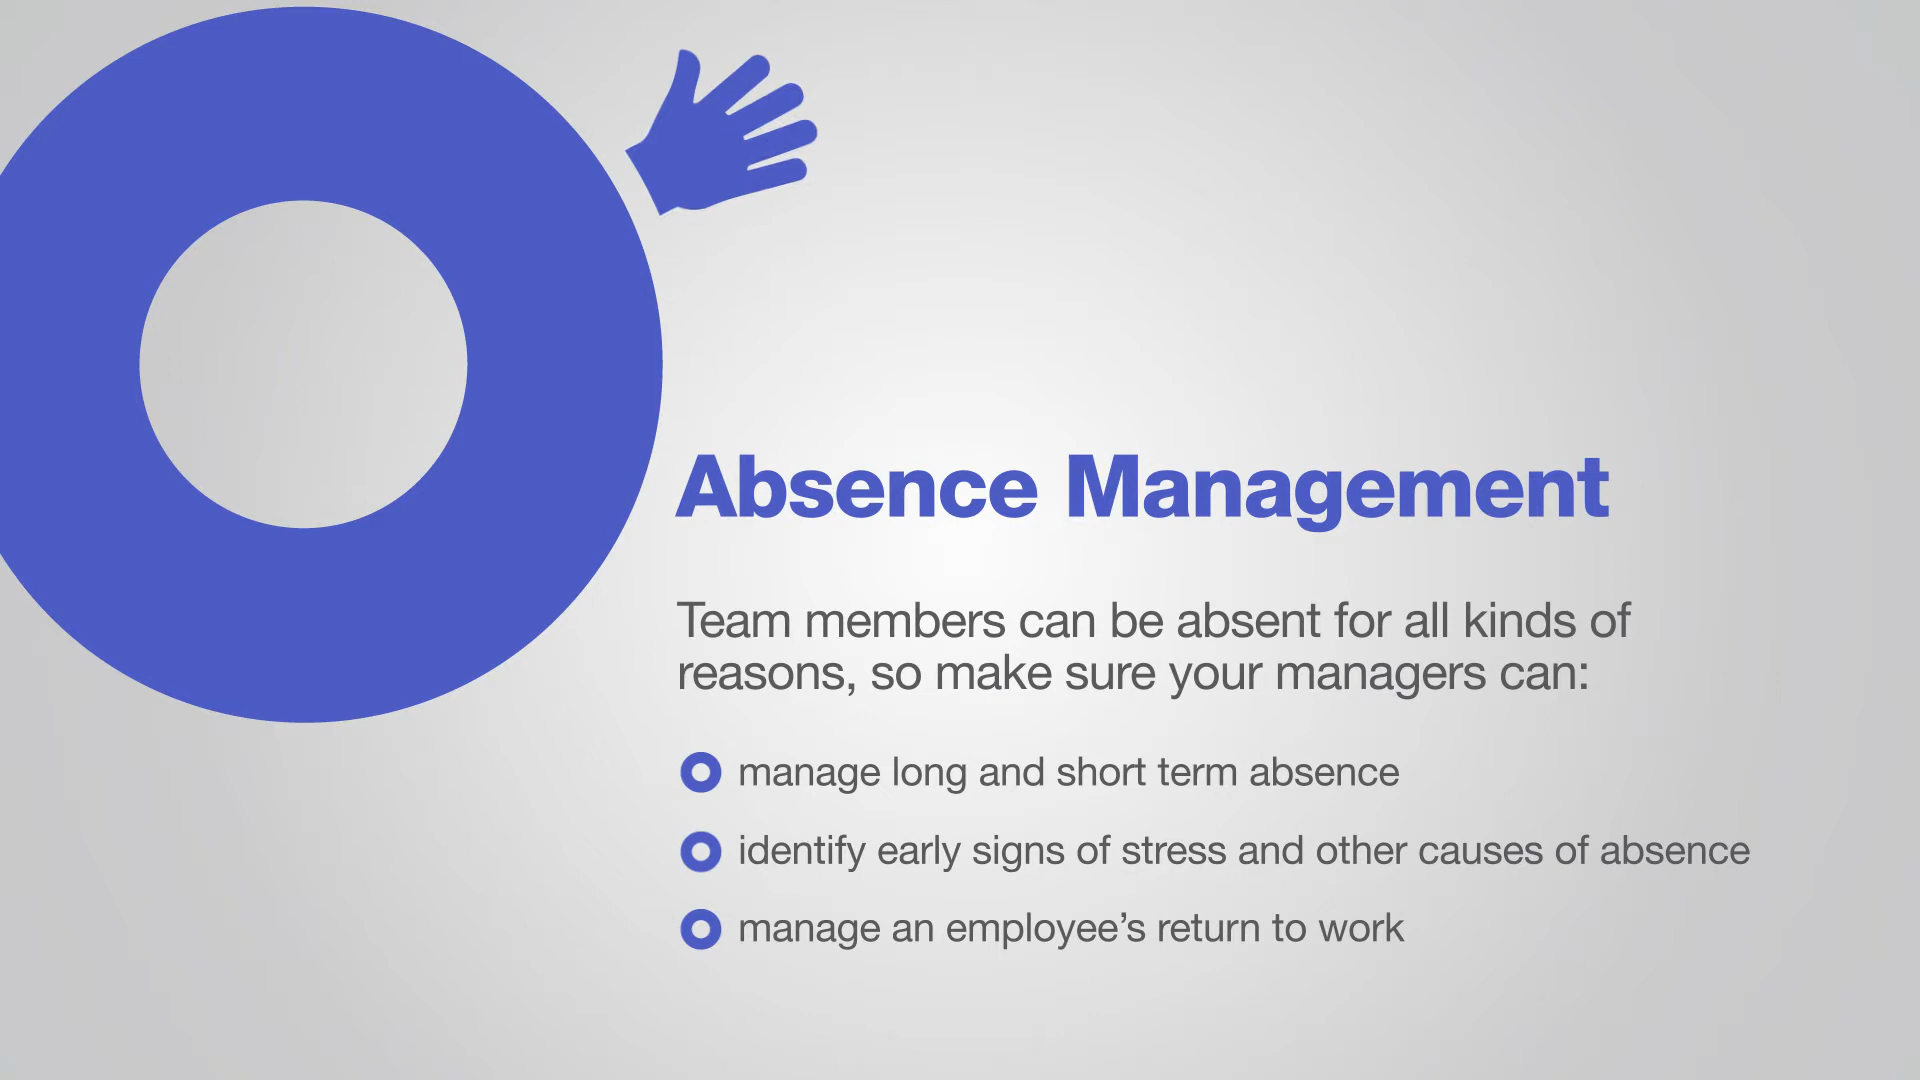 Absence Management
Team members can be absent for all kinds of
reasons, so make sure your managers can:
manage long and short term absence
identify early signs of stress and other causes of absence
manage an employee’s return to work